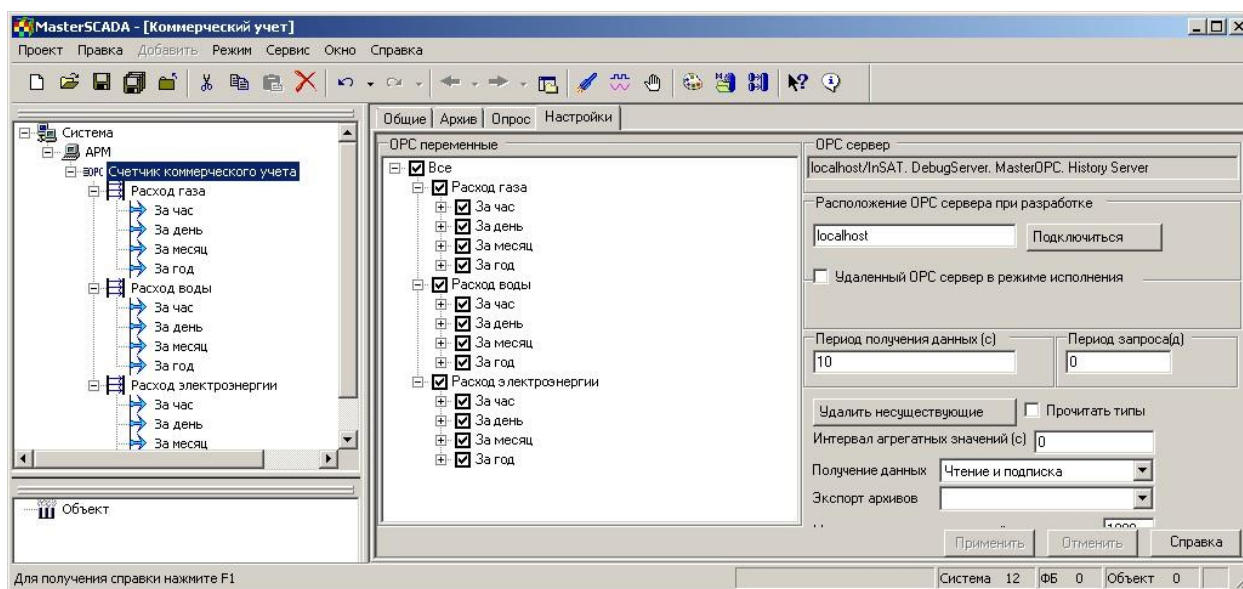 MasterSCADA - [Коммерческий учет]
Проект Правка Добавить Режим Сервис Окно Справка
Система
АРМ
OPC Счетчик коммерческого учета
Расход газа
За час
За день
За месяц
За год
Расход воды
За час
За день
За месяц
За год
Расход электроэнергии
За час
За день
За месяц
Объект
Общие Архив Опрос Настройки
OPC переменные
Все
Расход газа
За час
За день
За месяц
За год
Расход воды
За час
За день
За месяц
За год
Расход электроэнергии
За час
За день
За месяц
За год
OPC сервер
localhost/InSAT. DebugServer. MasterOPC. History Server
Расположение OPC сервера при разработке
localhost Подключиться
Удаленный OPC сервер в режиме исполнения
Период получения данных (с) Период запроса(д)
10 0
Удалить несуществующие Прочитать типы
Интервал агрегатных значений (с) 0
Получение данных Чтение и подписка
Экспорт архивов
Применить Отменить Справка
Для получения справки нажмите F1 Система 12 ФБ 0 Объект 0